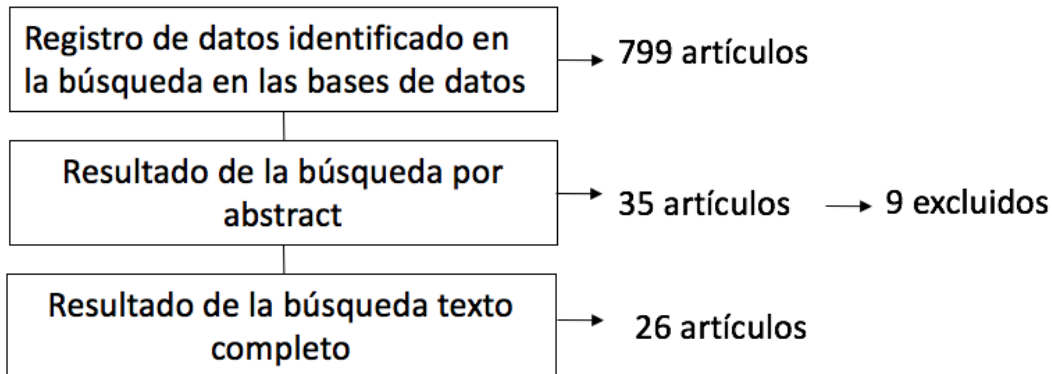 Registro de datos identificado en
la búsqueda en las bases de datos
799 artículos
Resultado de la búsqueda por
abstract
35 artículos
9 excluidos
Resultado de la búsqueda texto
completo
26 artículos